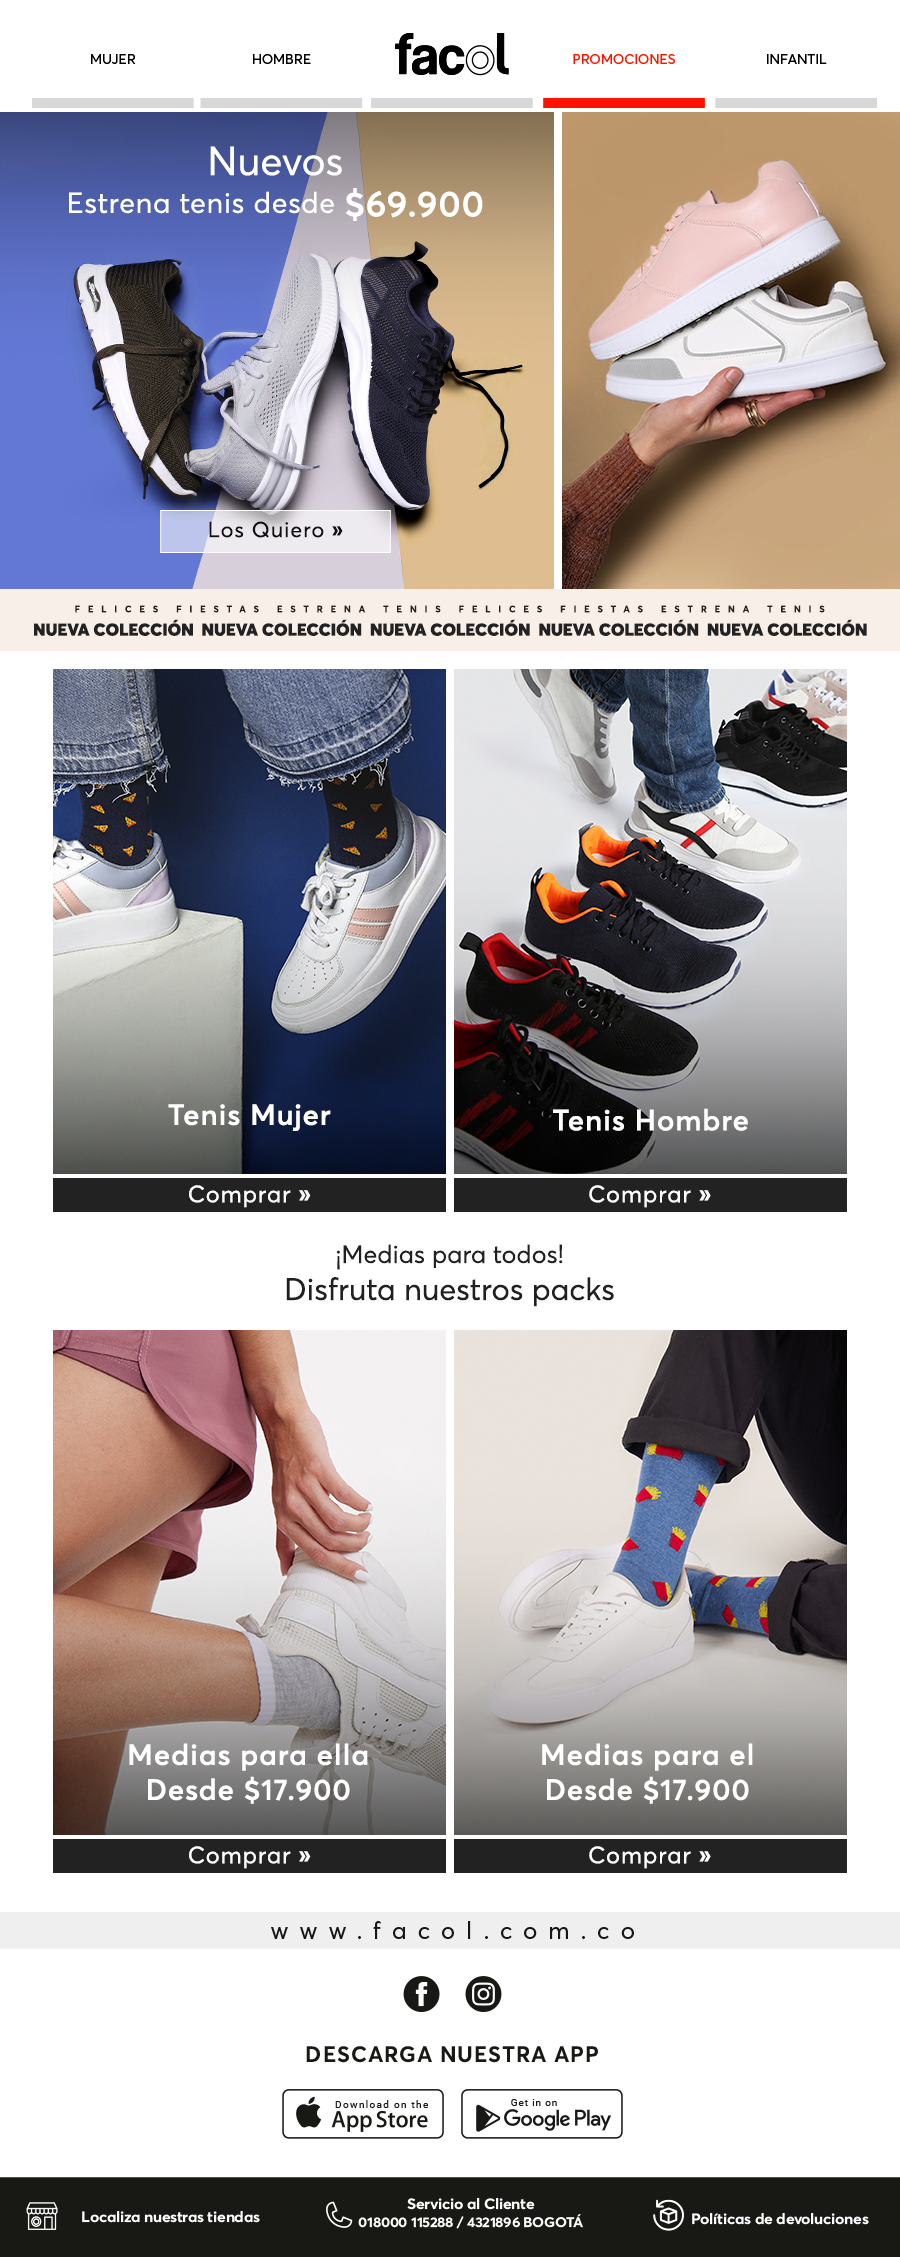 MUJER
HOMBRE
facol
PROMOCIONES
INFANTIL
Nuevos
Estrena tenis desde $69.900
Los Quiero »
FELICES FIESTAS ESTRENA TENIS FELICES FIESTAS ESTRENA TENIS
NUEVA COLECCIÓN NUEVA COLECCIÓN NUEVA COLECCIÓN NUEVA COLECCIÓN NUEVA COLECCIÓN
Tenis Mujer
Tenis Hombre
Comprar »
Comprar »
¡Medias para todos!
Disfruta nuestros packs
Medias para ella
Desde $17.900
Medias para el
Desde $17.900
Comprar »
Comprar »
www.facol.com.co
DESCARGA NUESTRA APP
Download on the
App Store
Get in on
Google Play
Localiza nuestras tiendas
Servicio al Cliente
018000 115288 / 4321896 BOGOTÁ
Políticas de devoluciones